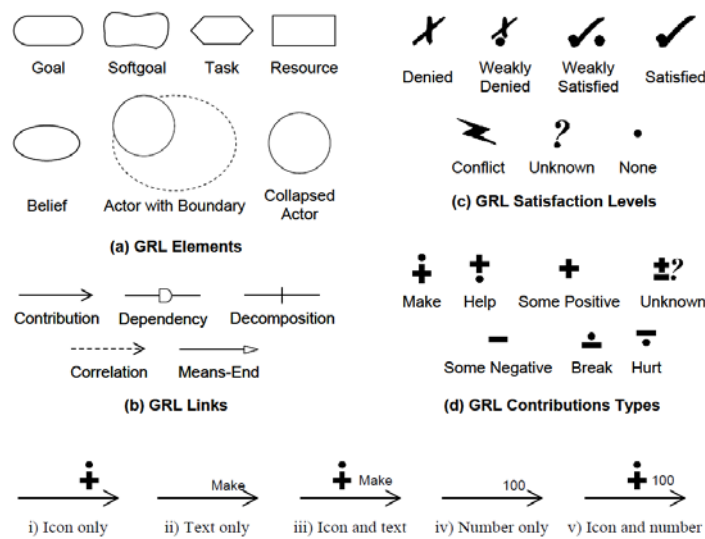 Goal Softgoal Task Resource
Belief Actor with Boundary Collapsed
Actor
(a) GRL Elements
Contribution Dependency Decomposition
Correlation Means-End
(b) GRL Links
Denied Weakly
Denied Weakly
Satisfied Satisfied
?
Conflict Unknown None
(c) GRL Satisfaction Levels
?
Make Help Some Positive Unknown
Some Negative Break Hurt
(d) GRL Contributions Types
Make Make 100 100
i) Icon only ii) Text only iii) Icon and text iv) Number only v) Icon and number